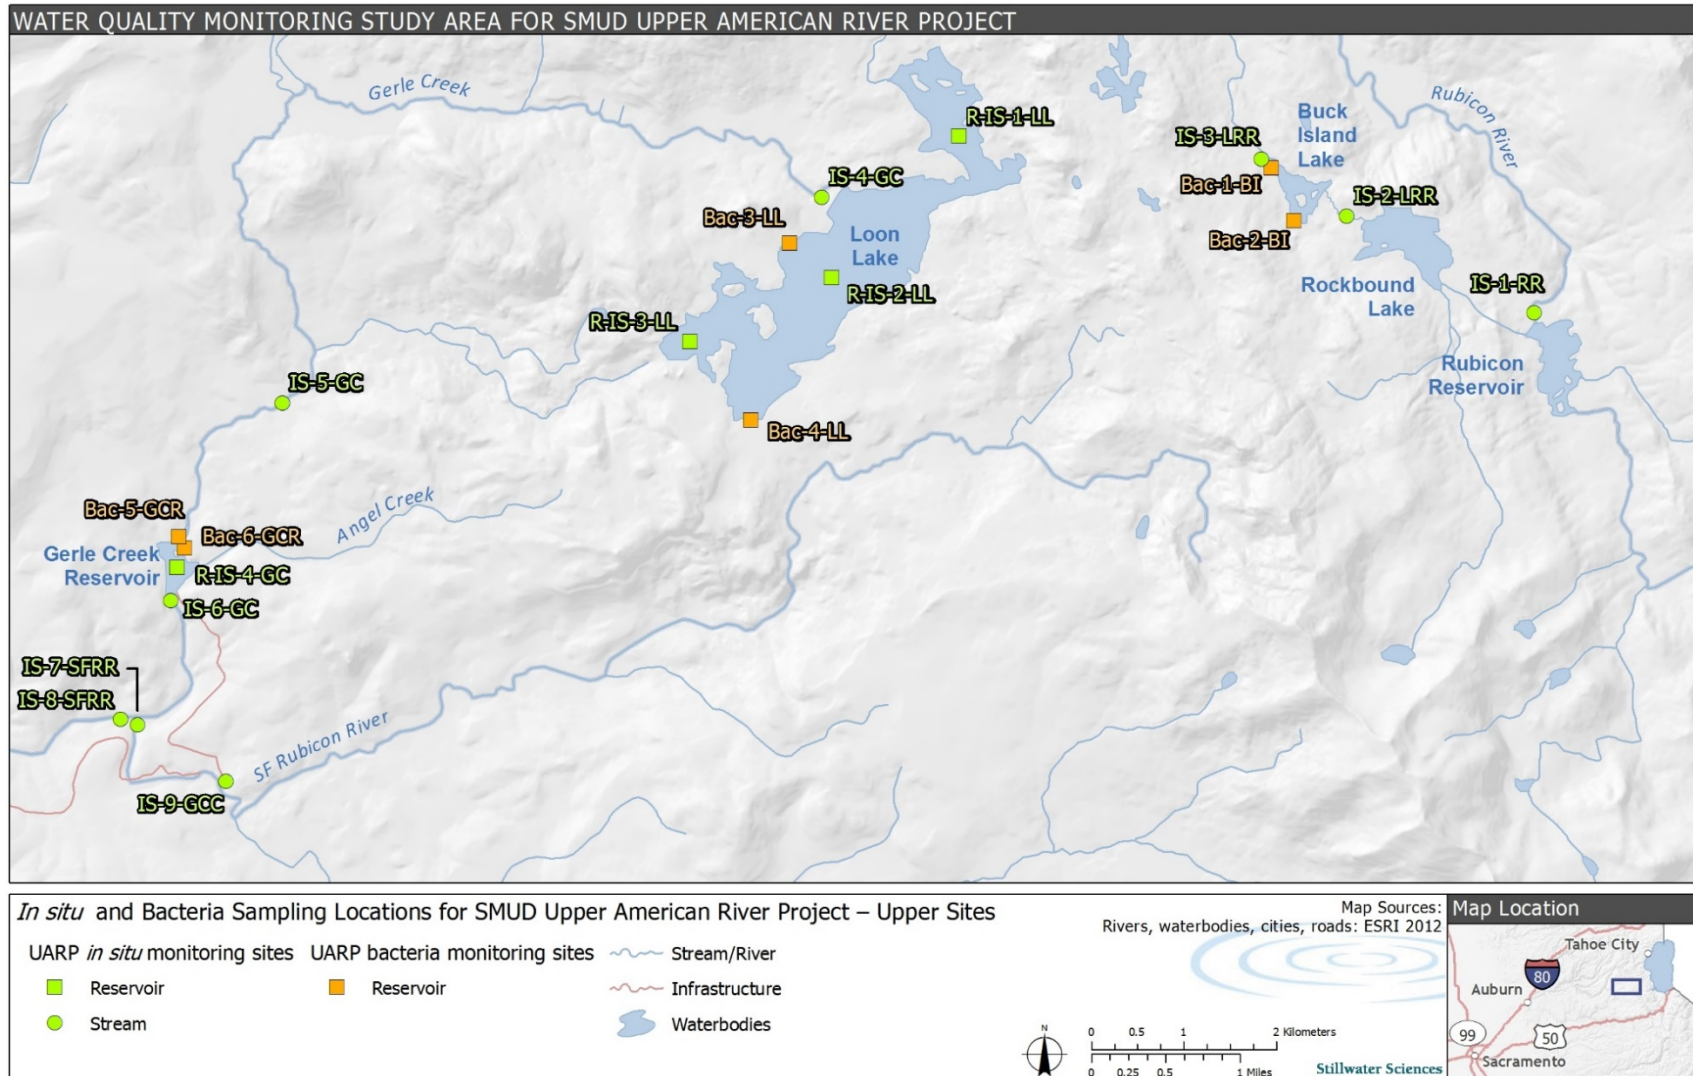 WATER QUALITY MONITORING STUDY AREA FOR SMUD UPPER AMERICAN RIVER PROJECT
Gerle Creek
R-IS-1-LL
Rubicon River
Buck
Island
Lake
IS-3-LRR
Bac-1-BI
IS-4-GC
IS-2-LRR
Bac-3-LL
Bac-2-BI
Loon
Lake
R-IS-2-LL
Rockbound
Lake
IS-1-RR
R-IS-3-LL
Rubicon
Reservoir
IS-5-GC
Bac-4-LL
Angel Creek
Bac-5-GCR
Bac-6-GCR
Gerle Creek
Reservoir
R-IS-4-GC
IS-6-GC
IS-7-SFRR
IS-8-SFRR
SF Rubicon River
IS-9-GCC
In situ and Bacteria Sampling Locations for SMUD Upper American River Project – Upper Sites
UARP in situ monitoring sites
Reservoir
Stream
UARP bacteria monitoring sites
Reservoir
Stream/River
Infrastructure
Waterbodies
Map Sources:
Rivers, waterbodies, cities, roads: ESRI 2012
N
0 0.5 1 2 Kilometers
0 0.25 0.5 1 Miles
Stillwater Sciences
Map Location
Tahoe City
80
Auburn
99
50
Sacramento